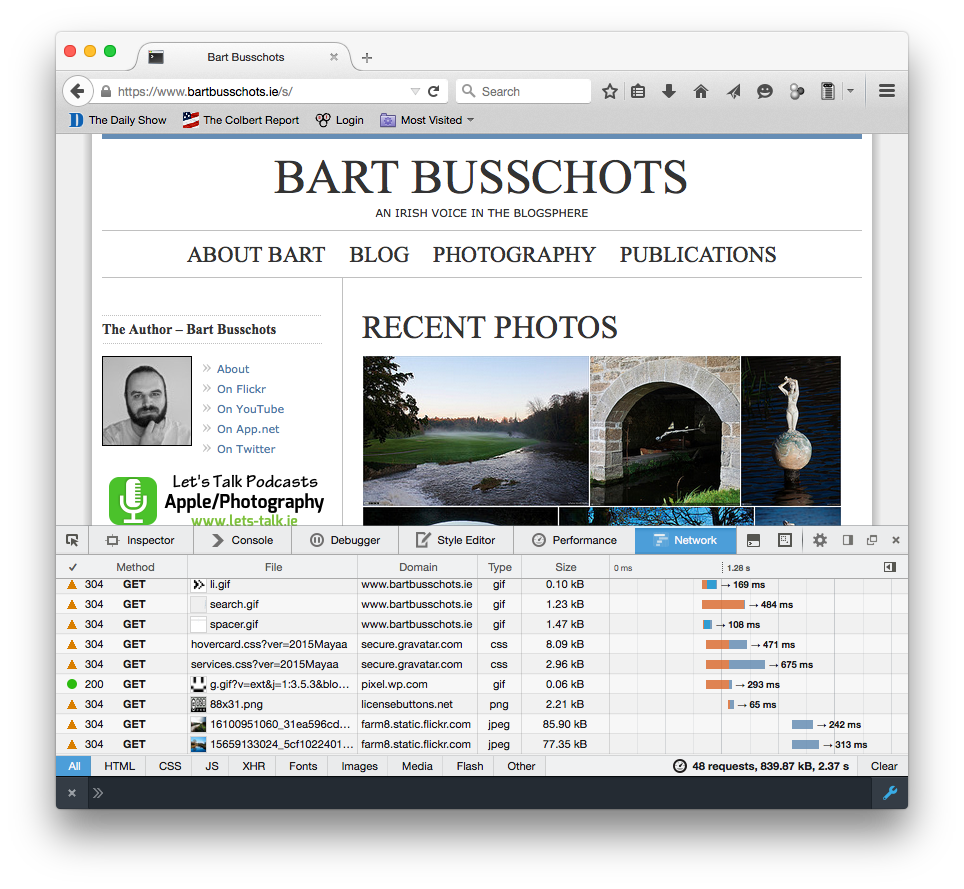 Bart Busschots
https://www.bartbusschots.ie/s/
Search
The Daily Show
The Colbert Report
Login
Most Visited
BART BUSSCHOTS
AN IRISH VOICE IN THE BLOGSPHERE
ABOUT BART BLOG PHOTOGRAPHY PUBLICATIONS
The Author – Bart Busschots
About
On Flickr
On YouTube
On App.net
On Twitter
Let's Talk Podcasts
Apple/Photography
www.lets-talk.ie
RECENT PHOTOS
Inspector Console Debugger Style Editor Performance Network
✓ Method File Domain Type Size 0 ms 1.28 s
304 GET li.gif www.bartbusschots.ie gif 0.10 kB → 169 ms
304 GET search.gif www.bartbusschots.ie gif 1.23 kB → 484 ms
304 GET spacer.gif www.bartbusschots.ie gif 1.47 kB → 108 ms
304 GET hovercard.css?ver=2015Mayaa secure.gravatar.com css 8.09 kB → 471 ms
304 GET services.css?ver=2015Mayaa secure.gravatar.com css 2.96 kB → 675 ms
200 GET g.gif?v=ext&j=1:3.5.3&blo… pixel.wp.com gif 0.06 kB → 293 ms
304 GET 88x31.png licensebuttons.net png 2.21 kB → 65 ms
304 GET 16100951060_31ea596cd… farm8.static.flickr.com jpeg 85.90 kB → 242 ms
304 GET 15659133024_5cf1022401… farm8.static.flickr.com jpeg 77.35 kB → 313 ms
All HTML CSS JS XHR Fonts Images Media Flash Other 48 requests, 839.87 kB, 2.37 s Clear